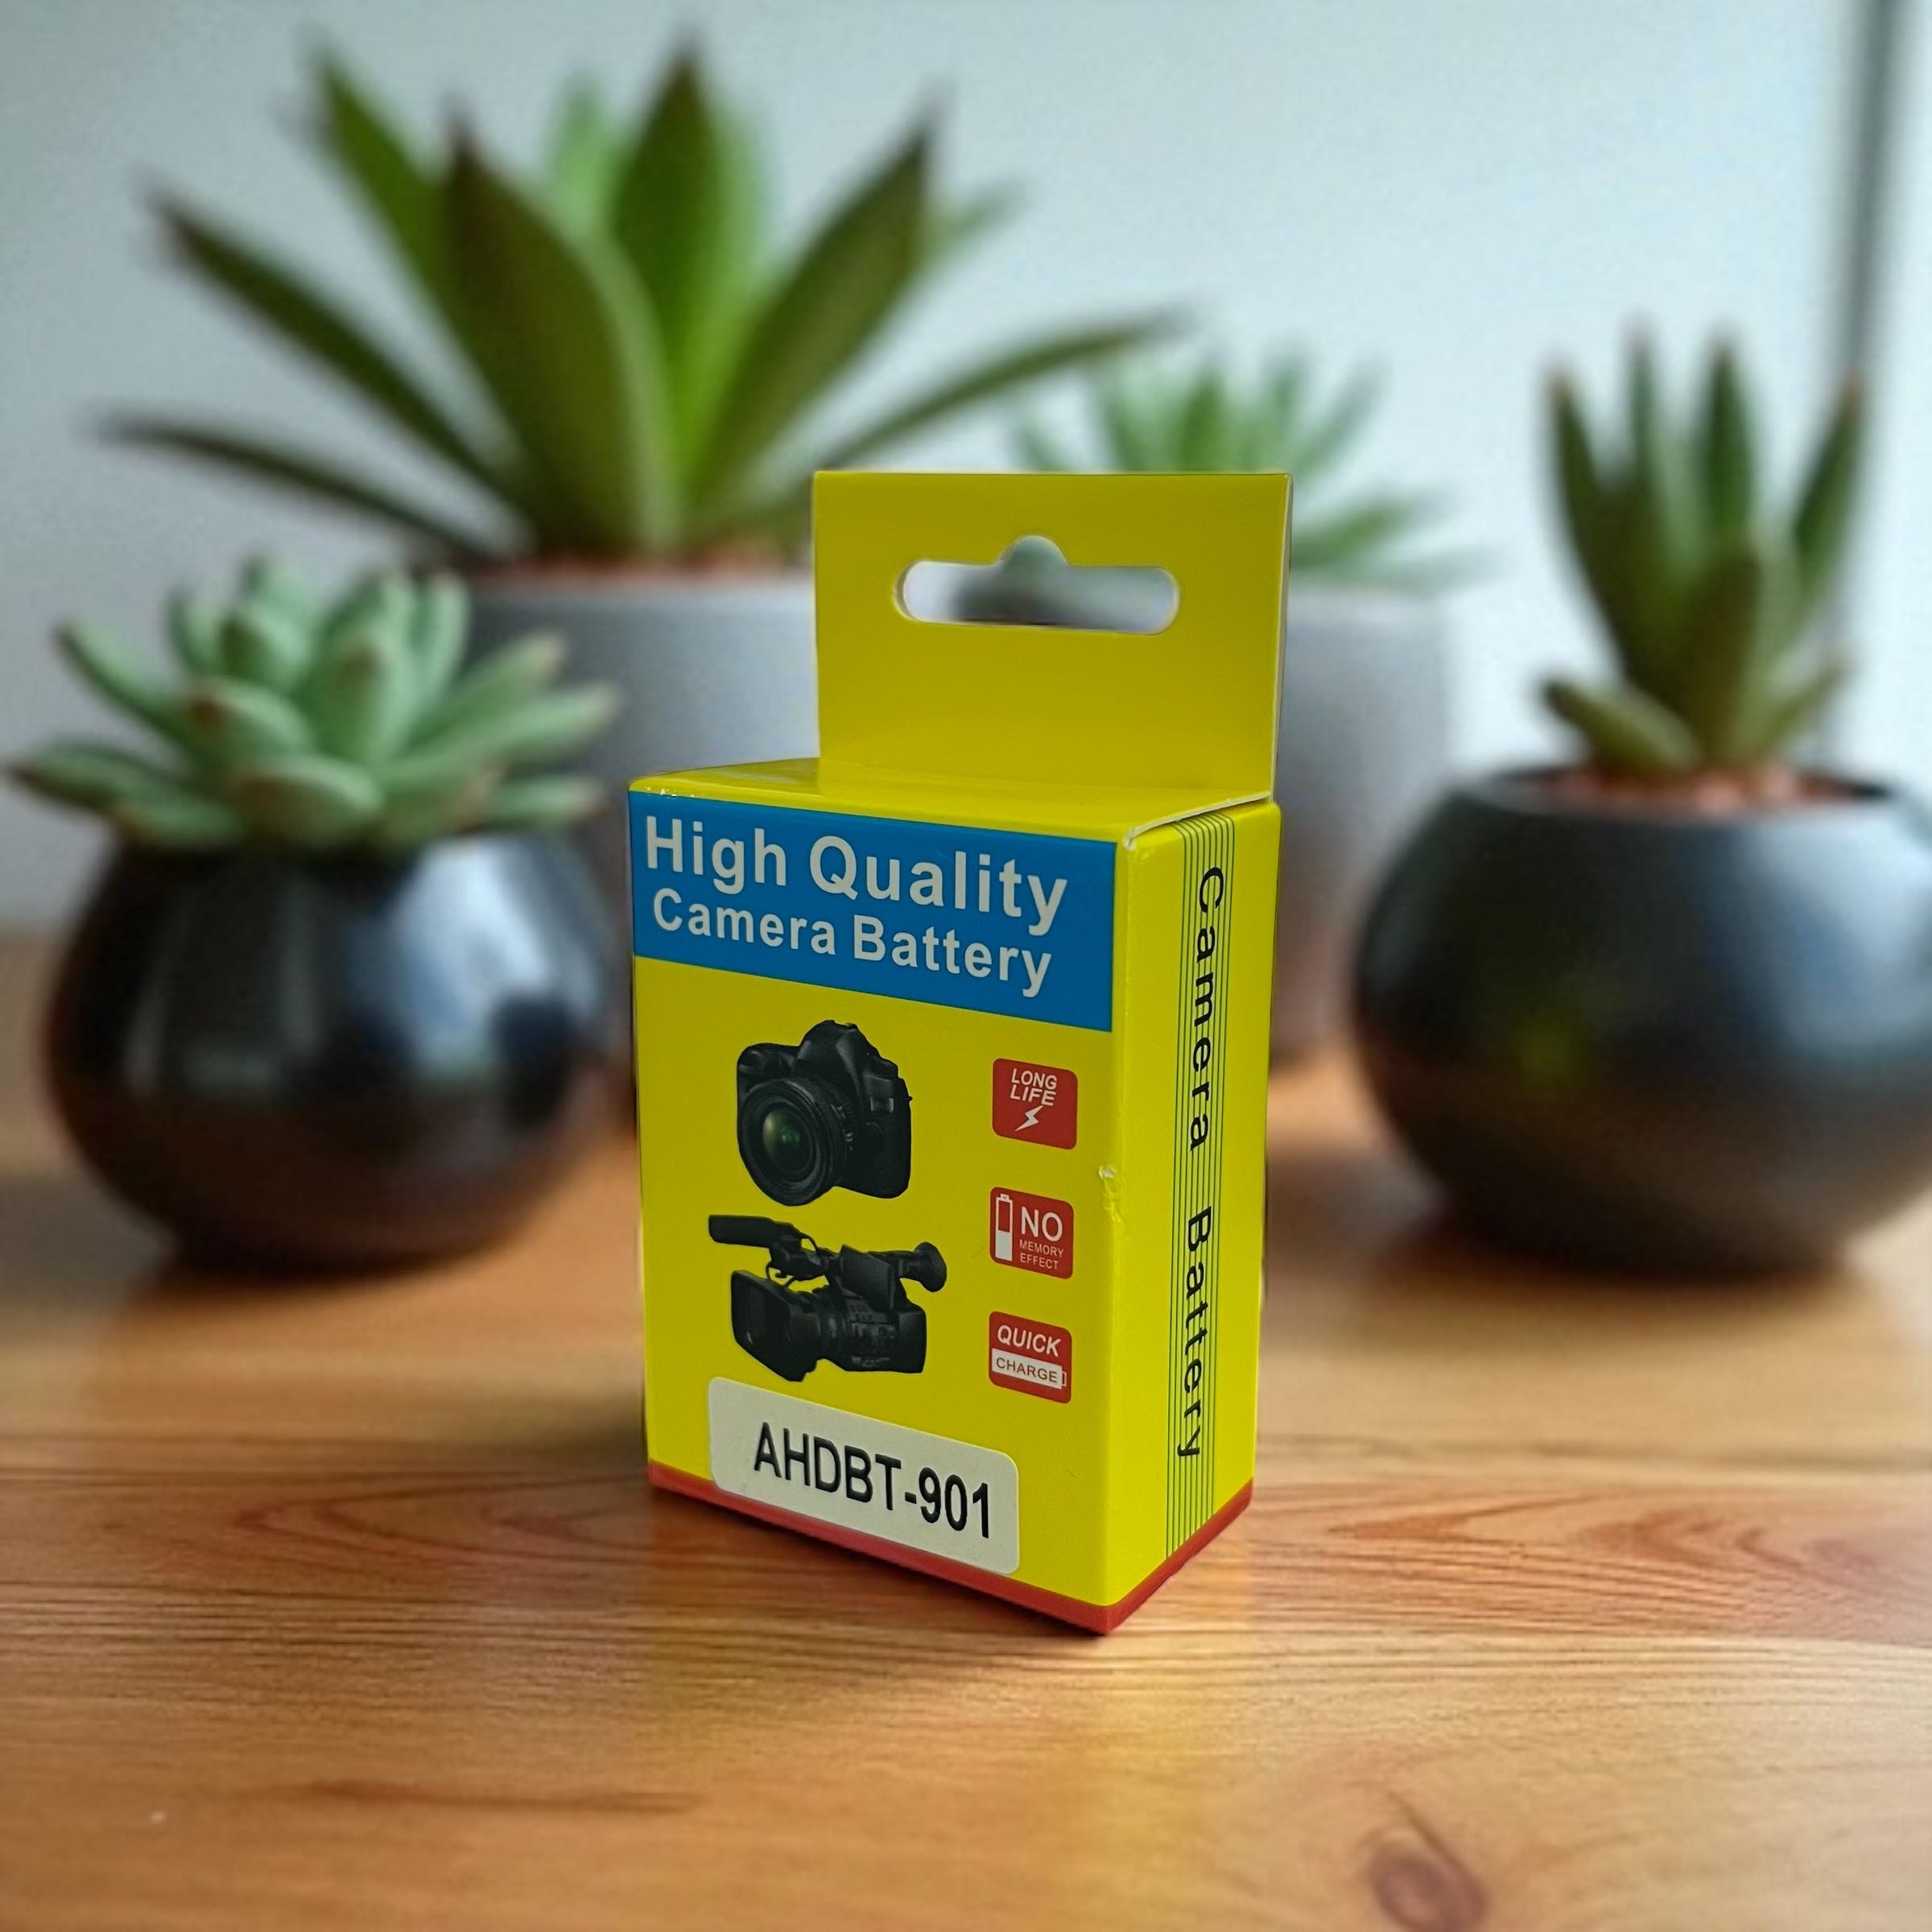 High Quality
Camera Battery
LONG
LIFE
NO
MEMORY
EFFECT
QUICK
CHARGE
AHDBT-901
Camera Battery